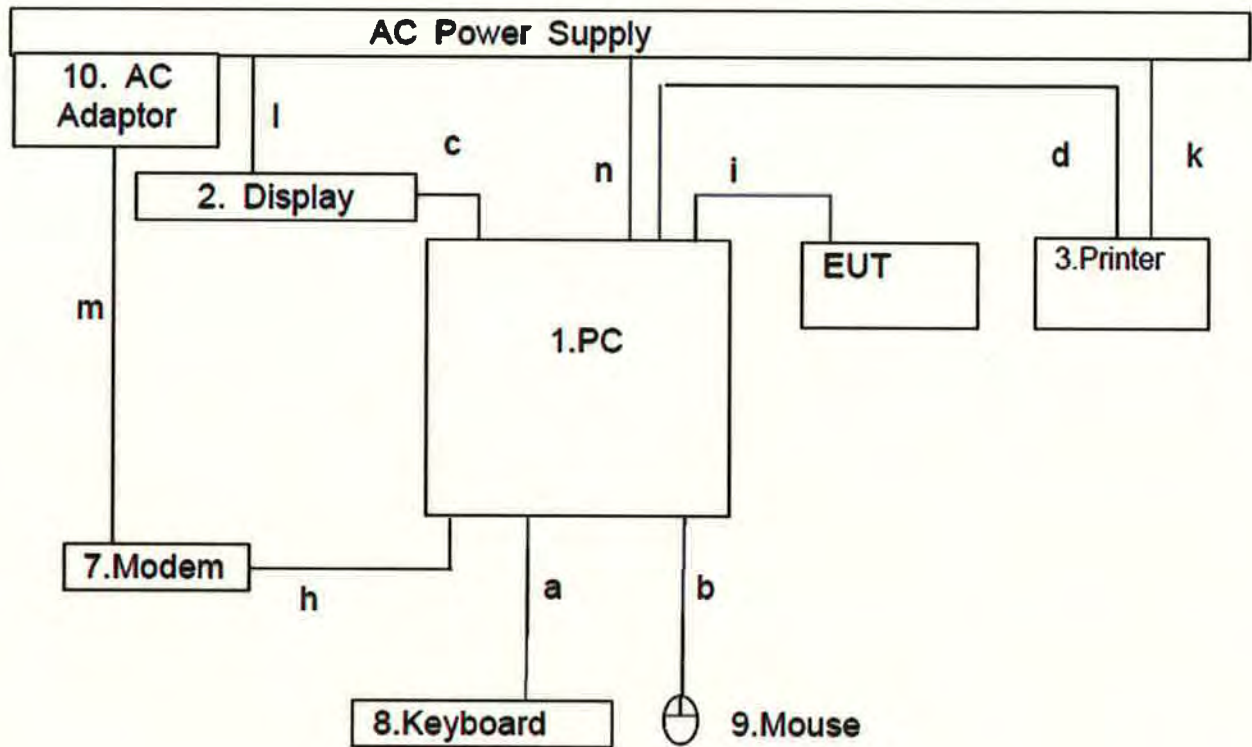 AC Power Supply
10. AC
Adaptor
l
c
n
i
d
k
2. Display
EUT
3.Printer
m
1.PC
7.Modem
h
a
b
8.Keyboard
9.Mouse